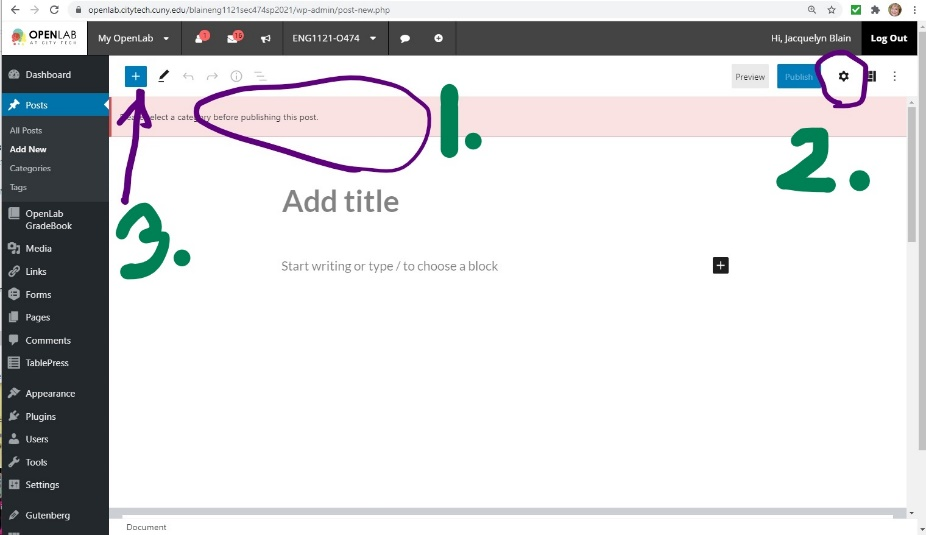 openlab.citytech.cuny.edu/blaineng1121sec474sp2021/wp-admin/post-new.php
OPENLAB
AT CITY TECH
My OpenLab
1
16
ENG1121-O474
Hi, Jacquelyn Blain
Log Out
Dashboard
Posts
All Posts
Add New
Categories
Tags
OpenLab
GradeBook
Media
Links
Forms
Pages
Comments
TablePress
Appearance
Plugins
Users
Tools
Settings
Gutenberg
Preview
Publish
select a category before publishing this post.
1.
2.
3.
Add title
Start writing or type / to choose a block
Document